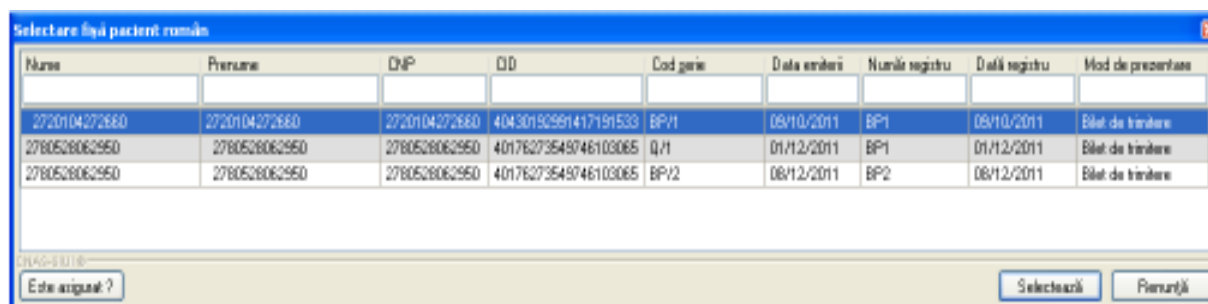 Selectare fișă pacient român
Nume Prenume CNP CID Cod serie Data emiterii Număr registru Dată registru Mod de prezentare
2720104272660 2720104272660 2720104272660 40430192991417191533 BP/1 09/10/2011 BP1 09/10/2011 Bilet de trimitere
2780528062950 2780528062950 2780528062950 40176273549746103065 Q/1 01/12/2011 BP1 01/12/2011 Bilet de trimitere
2780528062950 2780528062950 2780528062950 40176273549746103065 BP/2 08/12/2011 BP2 08/12/2011 Bilet de trimitere
Este asigurat ? Selectează Renunță